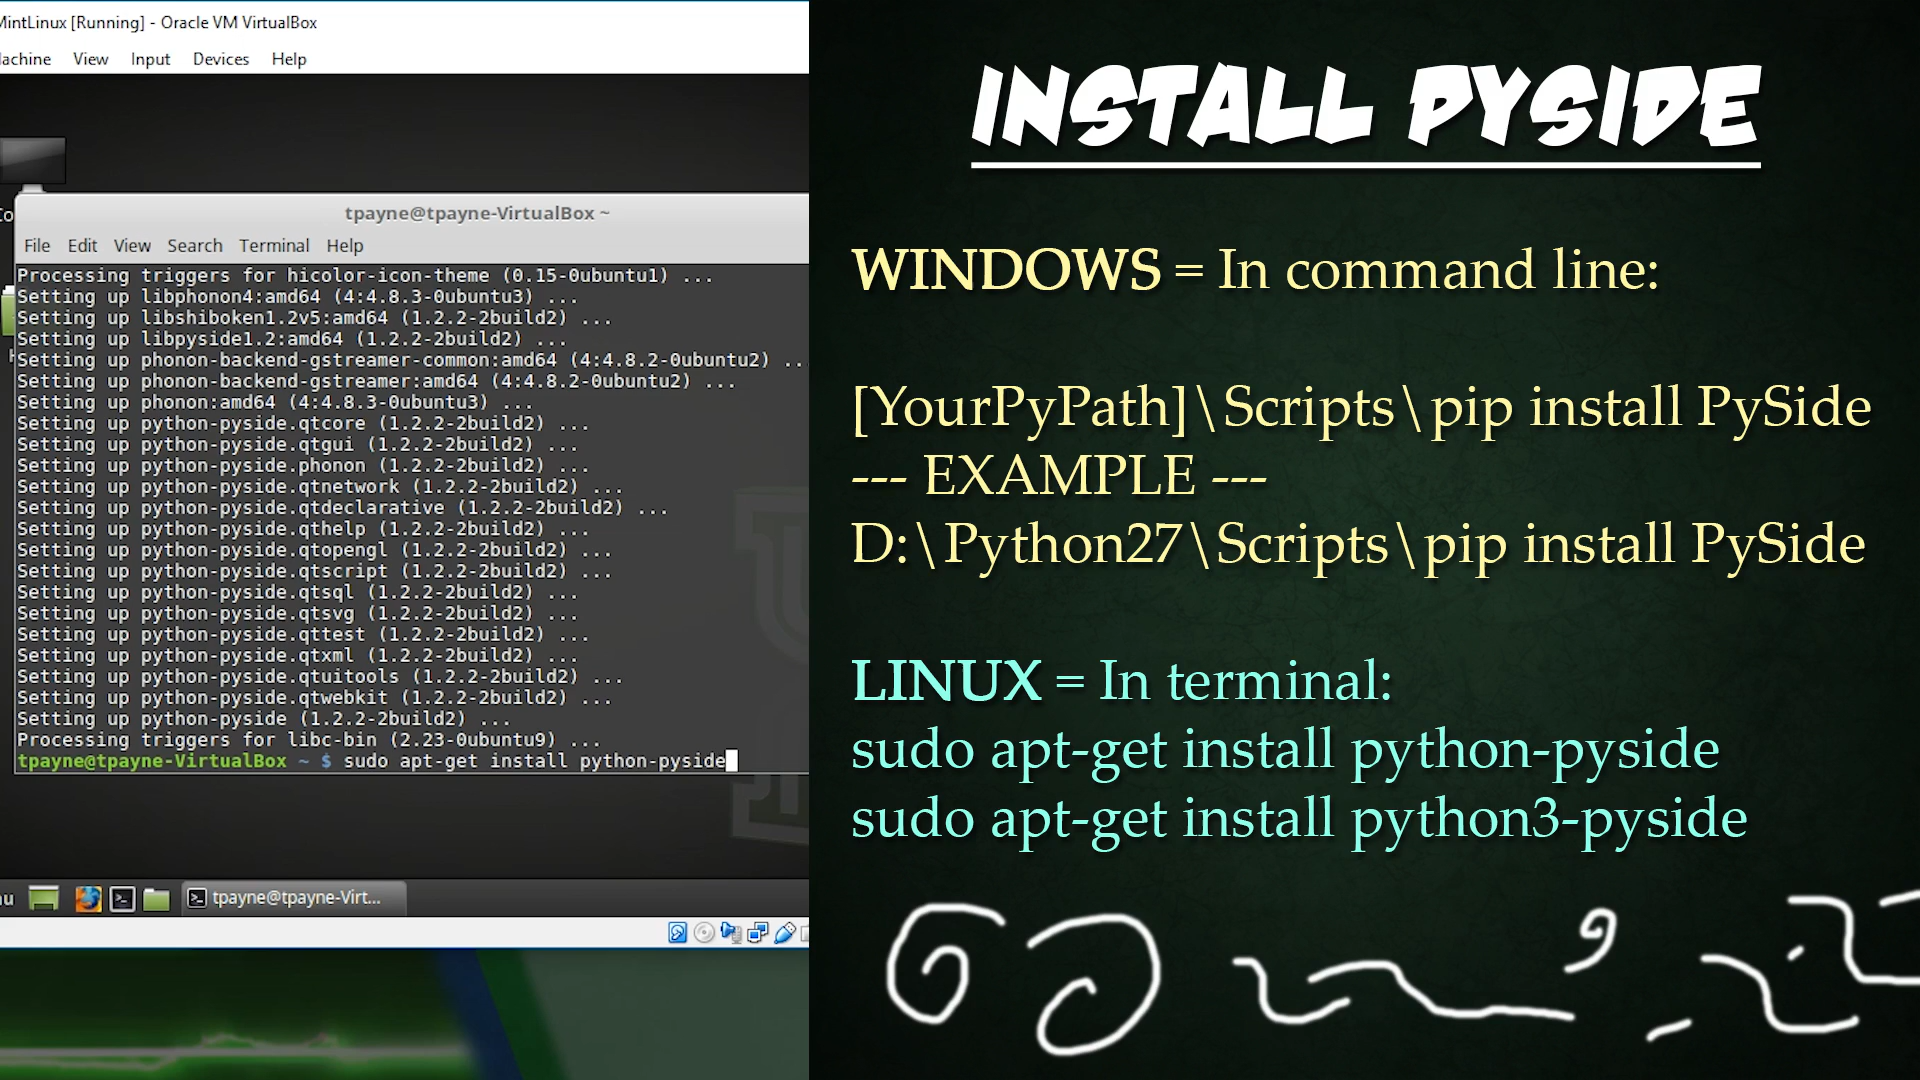 MintLinux [Running] - Oracle VM VirtualBox
Machine View Input Devices Help
tpayne@tpayne-VirtualBox ~
File Edit View Search Terminal Help
Processing triggers for hicolor-icon-theme (0.15-0ubuntu1) ...
Setting up libphonon4:amd64 (4:4.8.3-0ubuntu3) ...
Setting up libshiboken1.2v5:amd64 (1.2.2-2build2) ...
Setting up libpyside1.2:amd64 (1.2.2-2build2) ...
Setting up phonon-backend-gstreamer-common:amd64 (4:4.8.2-0ubuntu2) ...
Setting up phonon-backend-gstreamer:amd64 (4:4.8.2-0ubuntu2) ...
Setting up phonon:amd64 (4:4.8.3-0ubuntu3) ...
Setting up python-pyside.qtcore (1.2.2-2build2) ...
Setting up python-pyside.qtgui (1.2.2-2build2) ...
Setting up python-pyside.phonon (1.2.2-2build2) ...
Setting up python-pyside.qtnetwork (1.2.2-2build2) ...
Setting up python-pyside.qtdeclarative (1.2.2-2build2) ...
Setting up python-pyside.qthelp (1.2.2-2build2) ...
Setting up python-pyside.qtopengl (1.2.2-2build2) ...
Setting up python-pyside.qtscript (1.2.2-2build2) ...
Setting up python-pyside.qtsql (1.2.2-2build2) ...
Setting up python-pyside.qtsvg (1.2.2-2build2) ...
Setting up python-pyside.qttest (1.2.2-2build2) ...
Setting up python-pyside.qtxml (1.2.2-2build2) ...
Setting up python-pyside.qtuitools (1.2.2-2build2) ...
Setting up python-pyside.qtwebkit (1.2.2-2build2) ...
Setting up python-pyside (1.2.2-2build2) ...
Processing triggers for libc-bin (2.23-0ubuntu9) ...
tpayne@tpayne-VirtualBox ~ $ sudo apt-get install python-pyside
tpayne@tpayne-Virt...
INSTALL PYSIDE
WINDOWS = In command line:
[YourPyPath]\Scripts\pip install PySide
--- EXAMPLE ---
D:\Python27\Scripts\pip install PySide
LINUX = In terminal:
sudo apt-get install python-pyside
sudo apt-get install python3-pyside